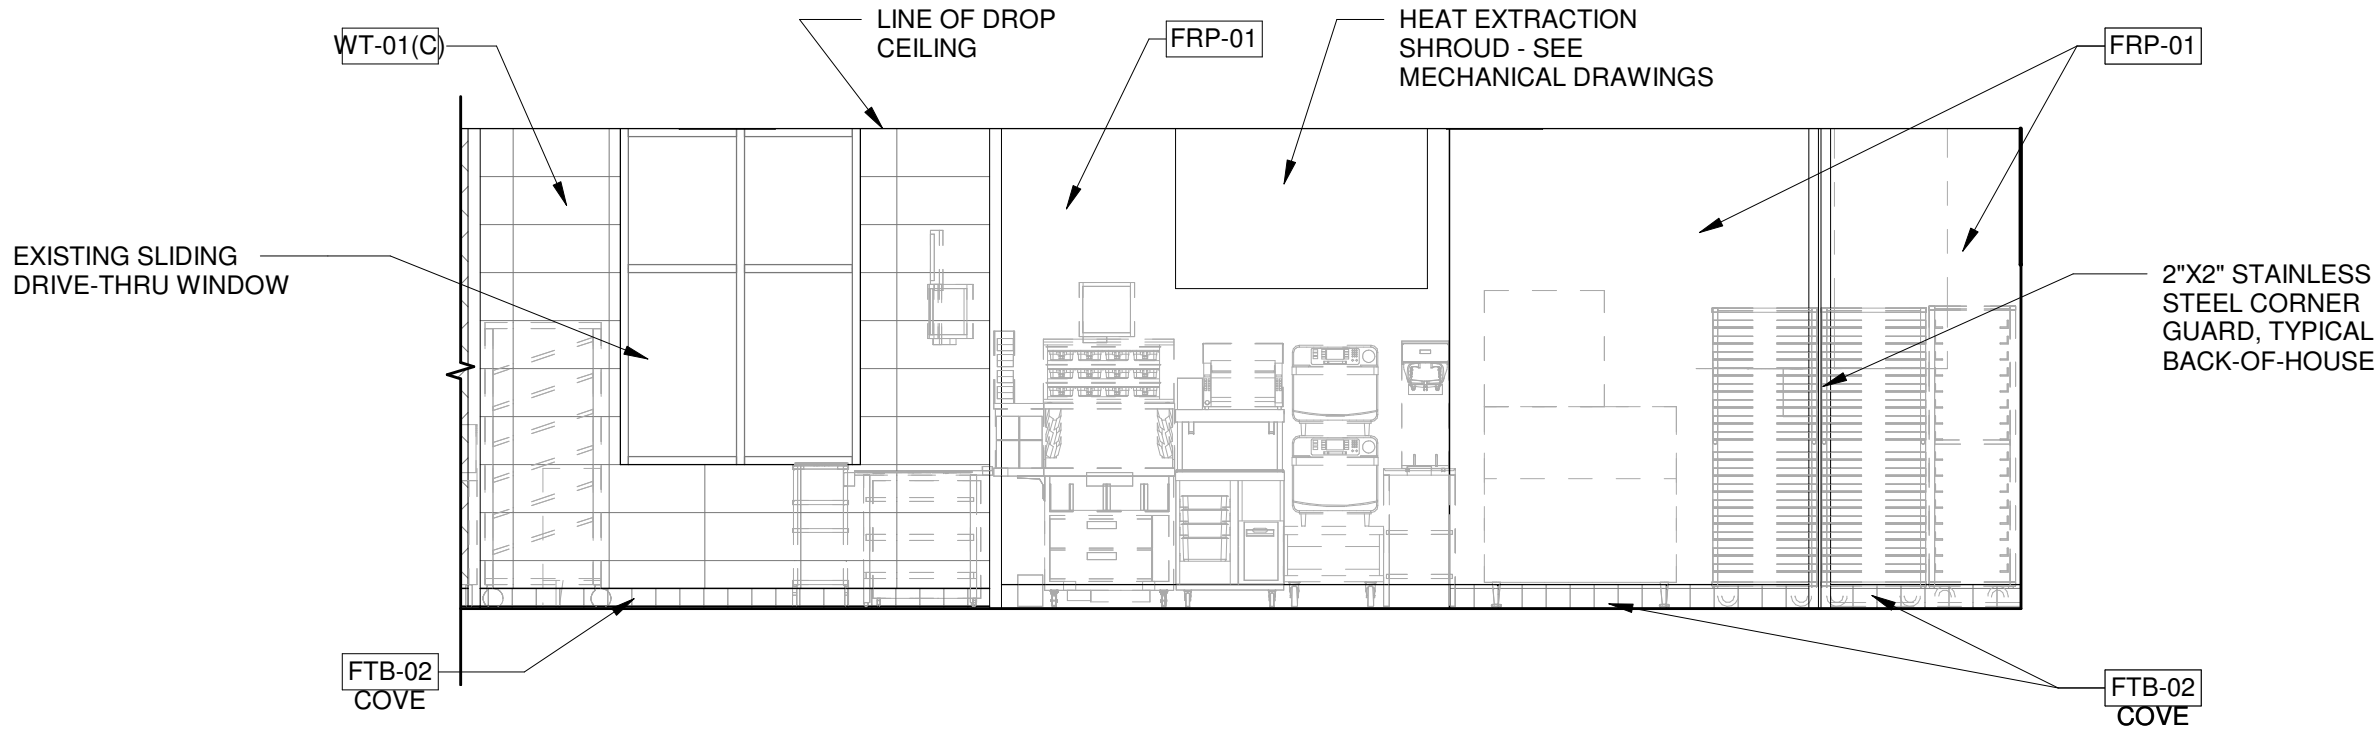 WT-01(C)
LINE OF DROP
CEILING
FRP-01
HEAT EXTRACTION
SHROUD - SEE
MECHANICAL DRAWINGS
FRP-01
EXISTING SLIDING
DRIVE-THRU WINDOW
2"X2" STAINLESS
STEEL CORNER
GUARD, TYPICAL
BACK-OF-HOUSE
FTB-02
COVE
FTB-02
COVE